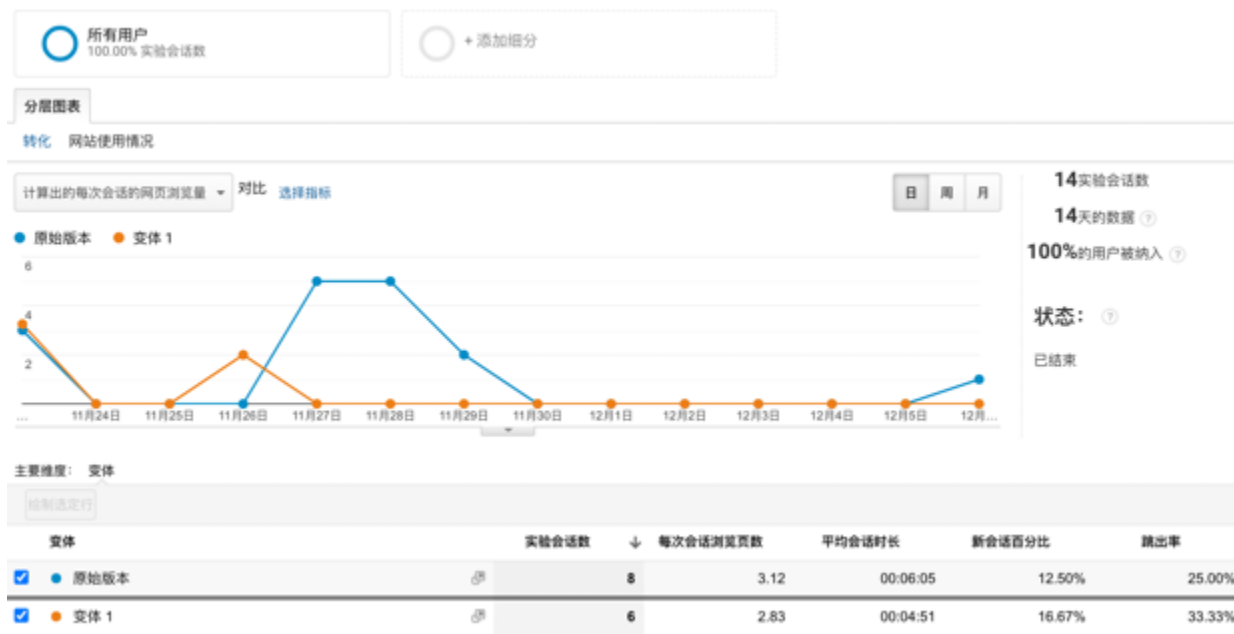 所有用户
100.00% 实验会话数
+ 添加细分
分层图表
转化 网站使用情况
计算出的每次会话的网页浏览量 对比 选择指标
日 周 月
原始版本 变体 1
6
4
2
... 11月24日 11月25日 11月26日 11月27日 11月28日 11月29日 11月30日 12月1日 12月2日 12月3日 12月4日 12月5日 12月...
14实验会话数
14天的数据 ?
100%的用户被纳入 ?
状态: ?
已结束
主要维度: 变体
绘制选定行
变体 实验会话数 ↓ 每次会话浏览页数 平均会话时长 新会话百分比 跳出率
原始版本 8 3.12 00:06:05 12.50% 25.00%
变体 1 6 2.83 00:04:51 16.67% 33.33%